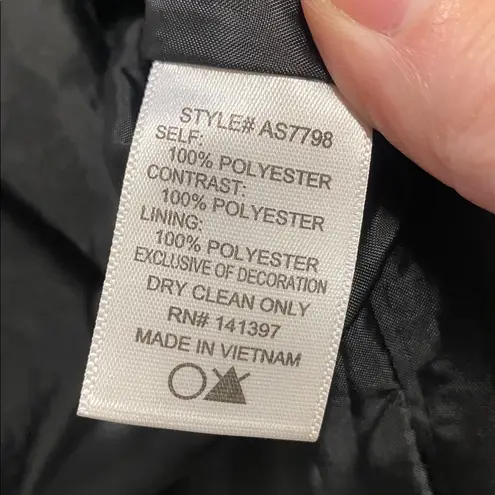 STYLE# AS7798
SELF:
100% POLYESTER
CONTRAST:
100% POLYESTER
LINING:
100% POLYESTER
EXCLUSIVE OF DECORATION
DRY CLEAN ONLY
RN# 141397
MADE IN VIETNAM